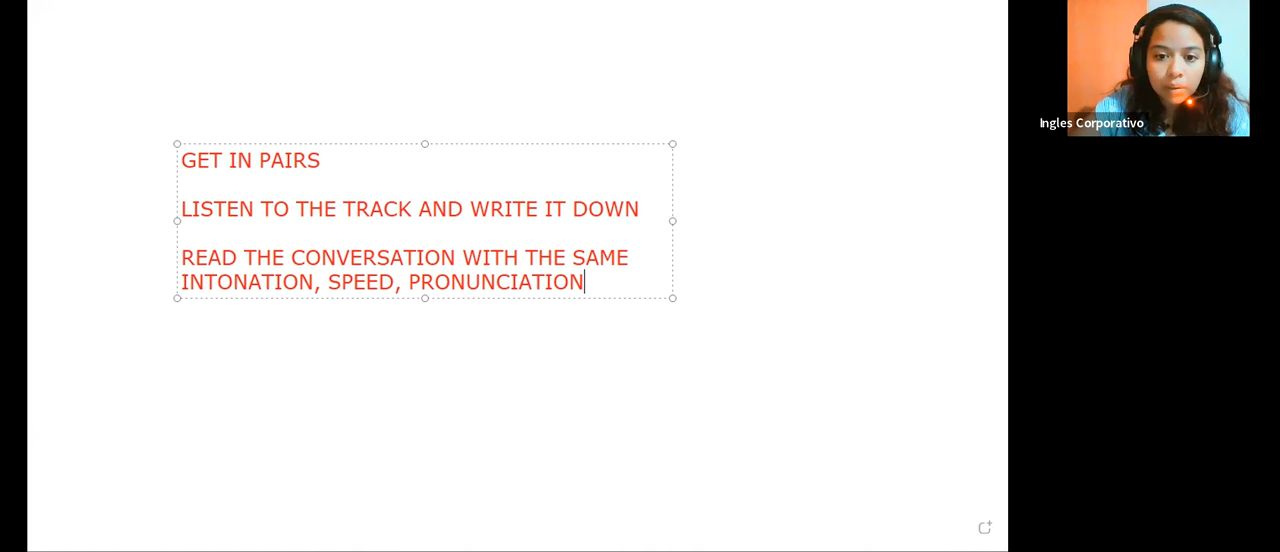 GET IN PAIRS
LISTEN TO THE TRACK AND WRITE IT DOWN
READ THE CONVERSATION WITH THE SAME
INTONATION, SPEED, PRONUNCIATION
Ingles Corporativo